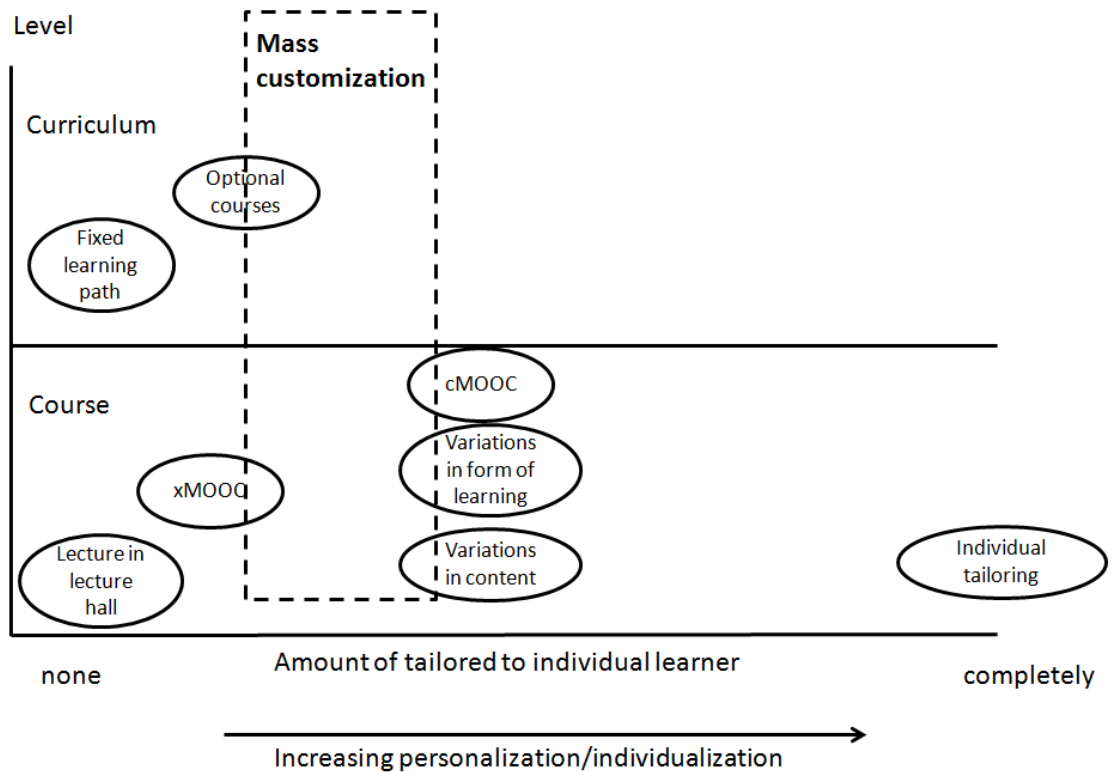 Level
Mass
customization
Curriculum
Optional
courses
Fixed
learning
path
cMOOC
Course
Variations
in form of
learning
xMOOC
Lecture in
lecture
hall
Variations
in content
Individual
tailoring
none
Amount of tailored to individual learner
completely
Increasing personalization/individualization